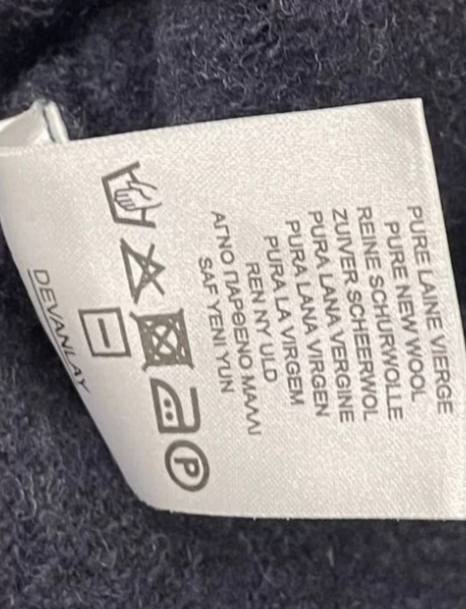 PURE LAINE VIERGE
PURE NEW WOOL
REINE SCHURWOLLE
ZUIVER SCHEERWOL
PURA LANA VERGINE
PURA LANA VIRGEN
PURA LA VIRGEM
REN NY ULD
ΑΓΝΟ ΠΑΡΘΕΝΟ ΜΑΛΛΙ
SAF YENI YUN
P
DEVANLAY